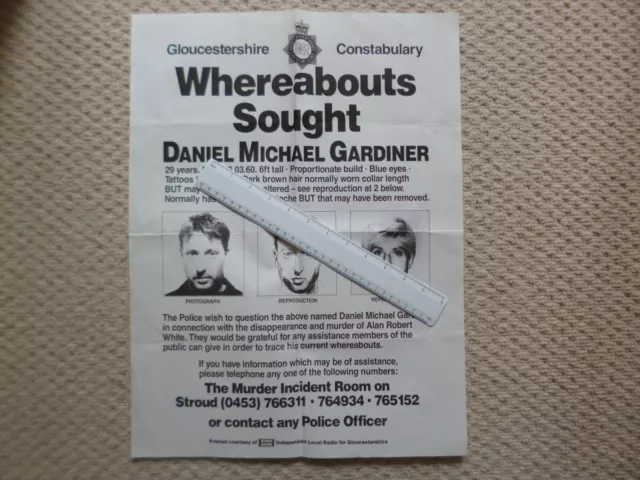 Gloucestershire Constabulary
Whereabouts
Sought
DANIEL MICHAEL GARDINER
29 years. 03.60. 6ft tall · Proportionate build · Blue eyes ·
Tattoos ark brown hair normally worn collar length
BUT may altered – see reproduction at 2 below.
Normally has ache BUT that may have been removed.
PHOTOGRAPH REPRODUCTION
The Police wish to question the above named Daniel Michael Gard
in connection with the disappearance and murder of Alan Robert
White. They would be grateful for any assistance members of the
public can give in order to trace his current whereabouts.
If you have information which may be of assistance,
please telephone any one of the following numbers:
The Murder Incident Room on
Stroud (0453) 766311 · 764934 · 765152
or contact any Police Officer
Printed courtesy of Independent Local Radio for Gloucestershire